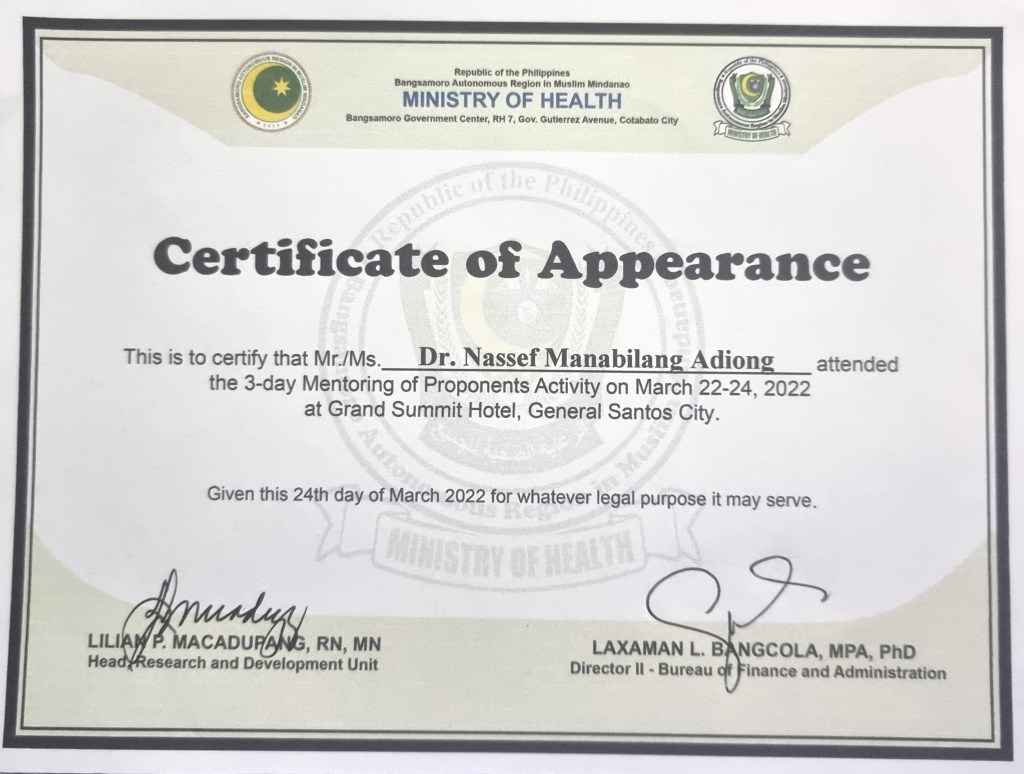 Republic of the Philippines
Bangsamoro Autonomous Region in Muslim Mindanao
MINISTRY OF HEALTH
Bangsamoro Government Center, RH 7, Gov. Gutierrez Avenue, Cotabato City
Certificate of Appearance
This is to certify that Mr./Ms. Dr. Nassef Manabilang Adiong attended
the 3-day Mentoring of Proponents Activity on March 22-24, 2022
at Grand Summit Hotel, General Santos City.
Given this 24th day of March 2022 for whatever legal purpose it may serve.
MINISTRY OF HEALTH
LILIAN P. MACADUPANG, RN, MN
Head, Research and Development Unit
LAXAMAN L. BANGCOLA, MPA, PhD
Director II - Bureau of Finance and Administration